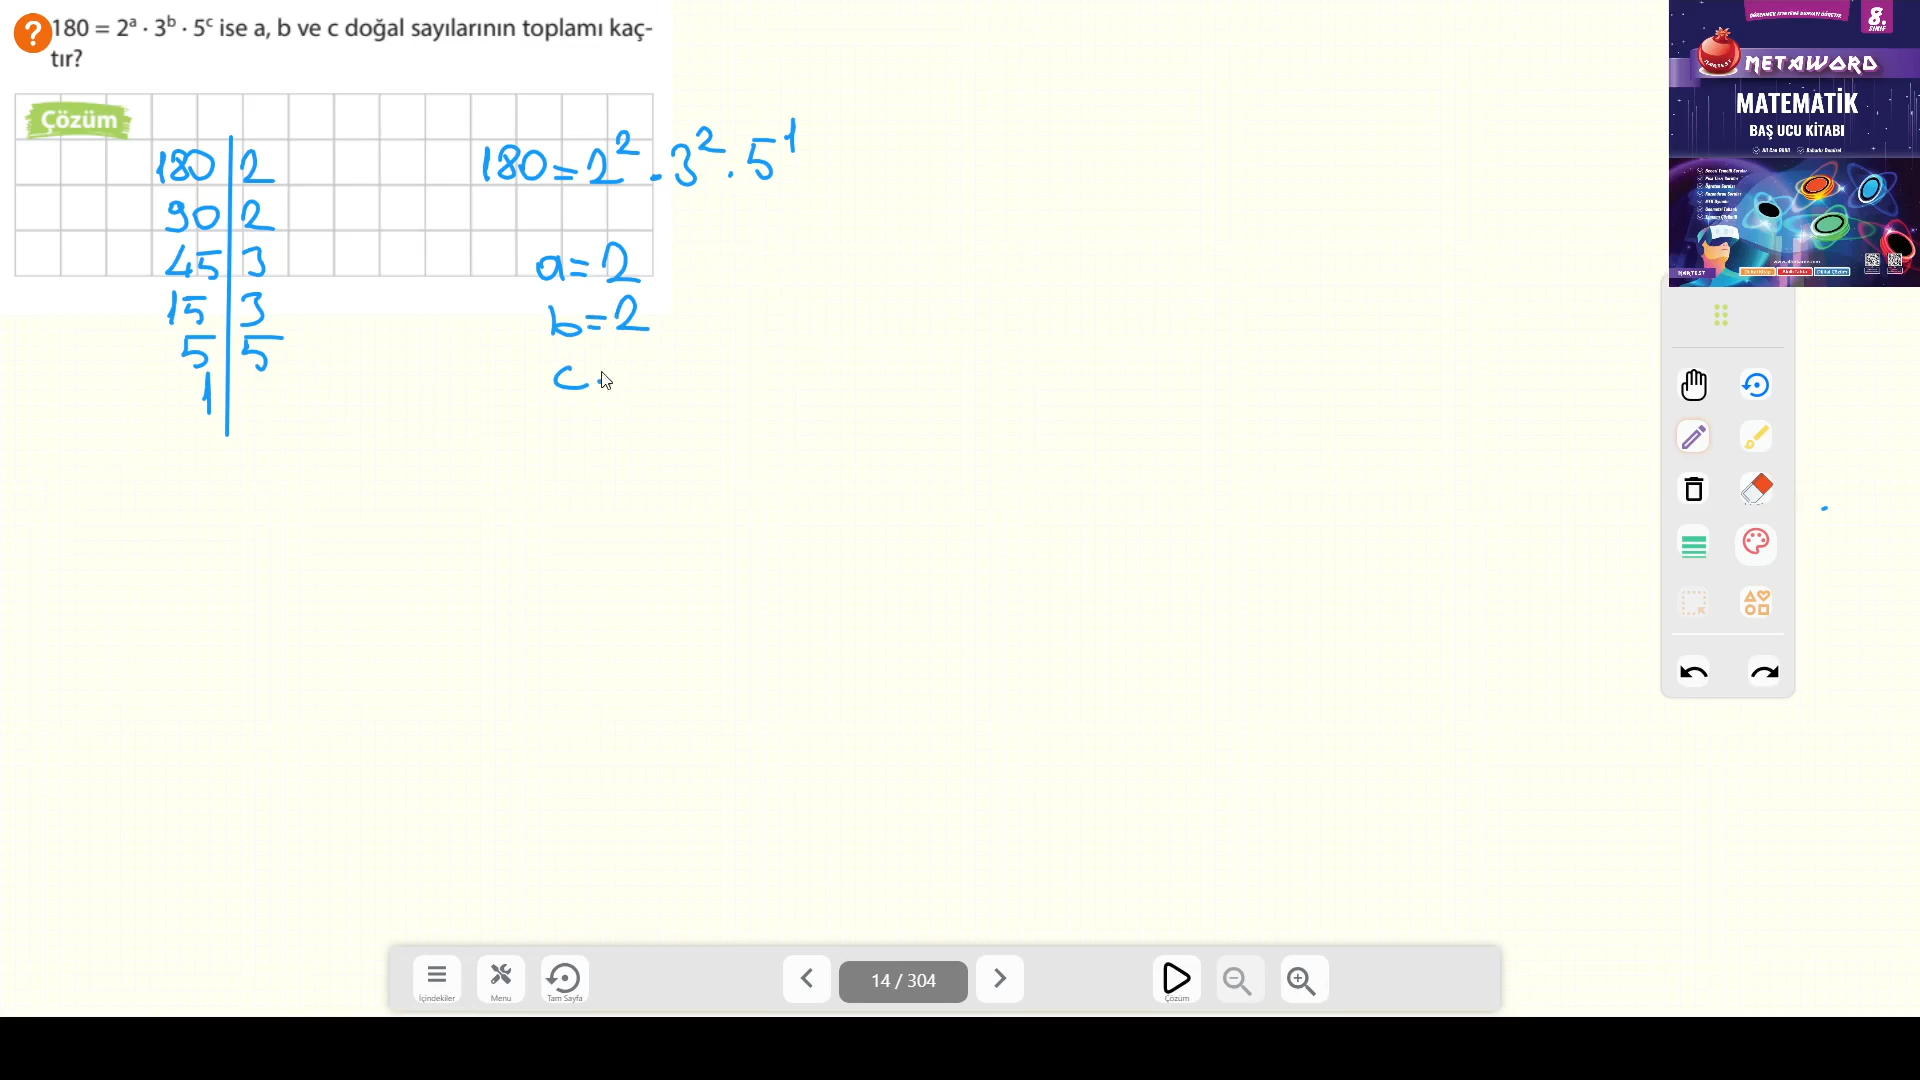 180 = 2ᵃ · 3ᵇ · 5ᶜ ise a, b ve c doğal sayılarının toplamı kaç-
tır?
Çözüm
180 2
90 2
45 3
15 3
5 5
1
180 = 2² · 3² · 5¹
a = 2
b = 2
c
8.
SINIF
METAWORD
MATEMATİK
BAŞ UCU KİTABI
NARTEST
İçindekiler
Menu
Tam Sayfa
14 / 304
Çözüm